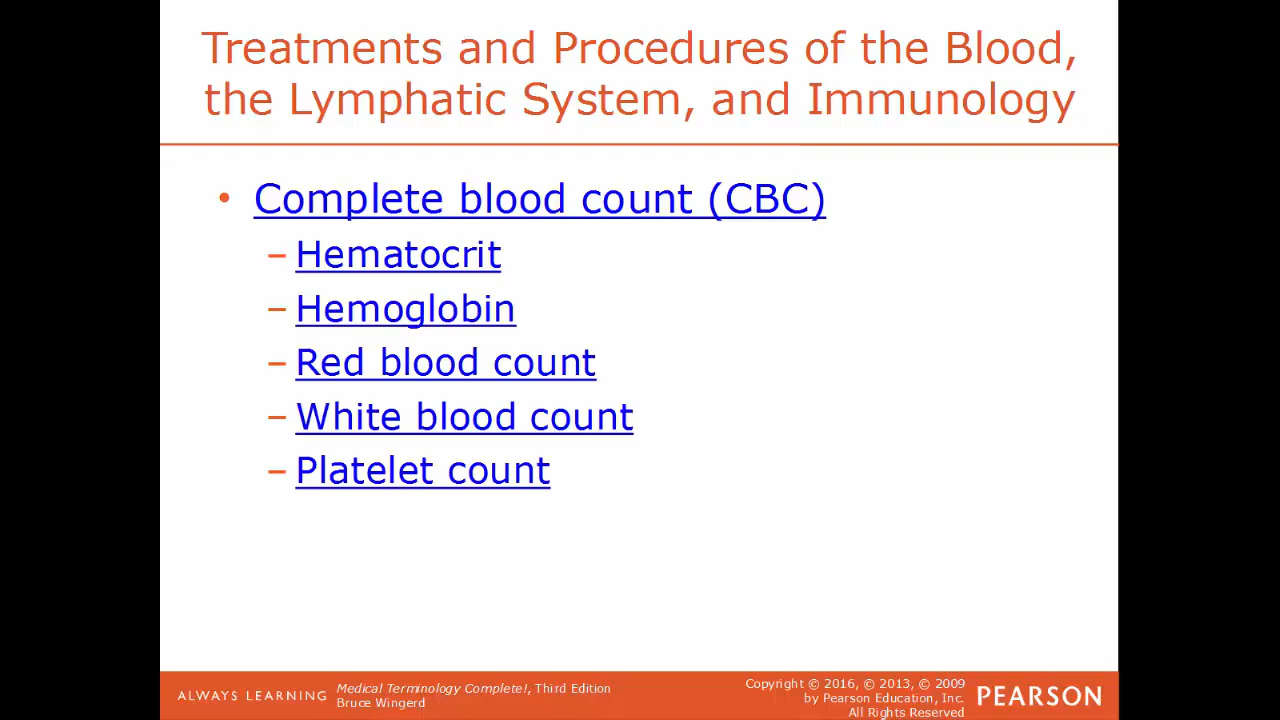 Treatments and Procedures of the Blood,
the Lymphatic System, and Immunology
• Complete blood count (CBC)
– Hematocrit
– Hemoglobin
– Red blood count
– White blood count
– Platelet count
ALWAYS LEARNING
Medical Terminology Complete!, Third Edition
Bruce Wingerd
Copyright © 2016, © 2013, © 2009
by Pearson Education, Inc.
All Rights Reserved
PEARSON